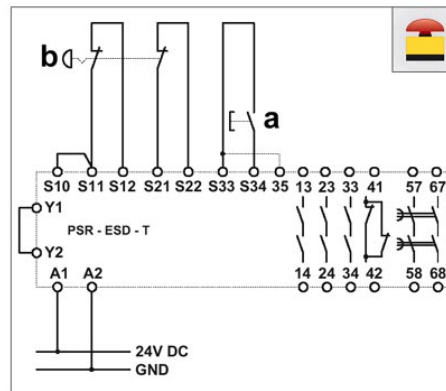 b
a
S10 S11 S12 S21 S22 S33 S34 35 13 23 33 41 57 67
Y1
PSR - ESD - T
Y2
A1 A2
14 24 34 42 58 68
24V DC
GND